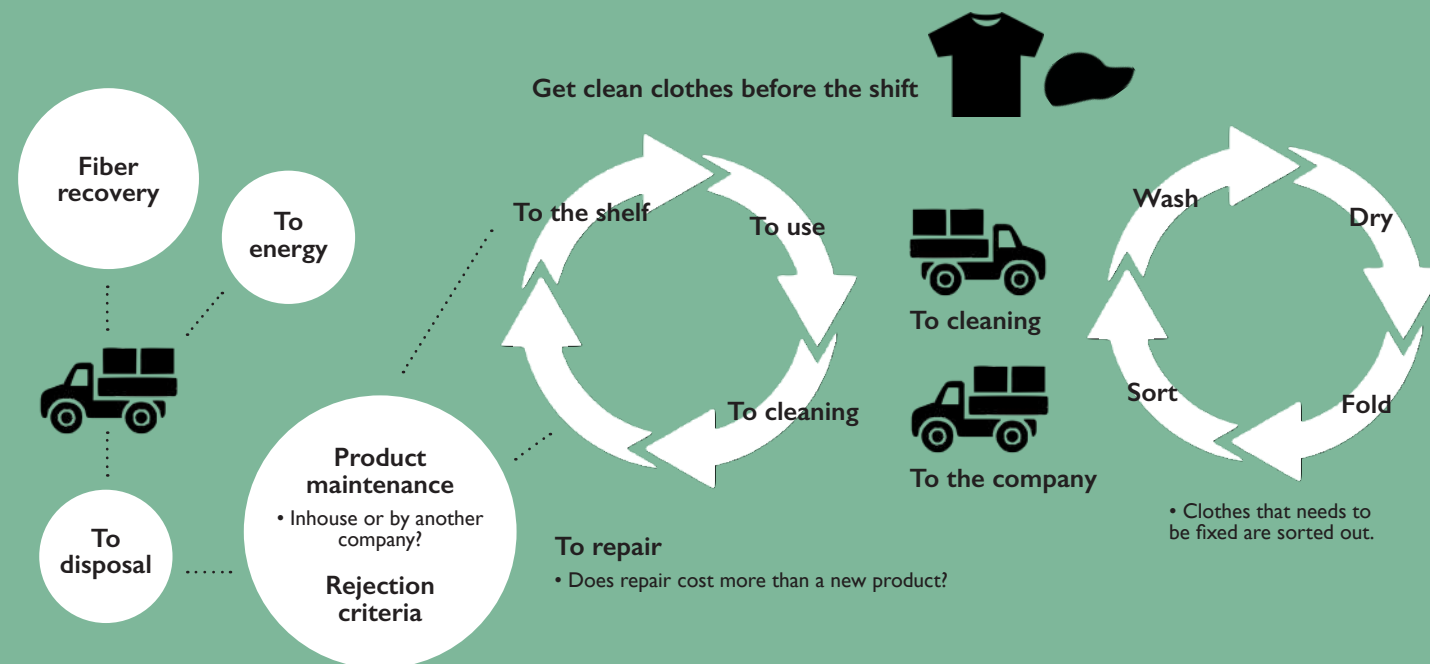 Get clean clothes before the shift
Fiber
recovery
To
energy
To the shelf
To use
To cleaning
To cleaning
To the company
Wash
Dry
Sort
Fold
• Clothes that needs to
be fixed are sorted out.
Product
maintenance
• Inhouse or by another
company?
Rejection
criteria
To
disposal
To repair
• Does repair cost more than a new product?